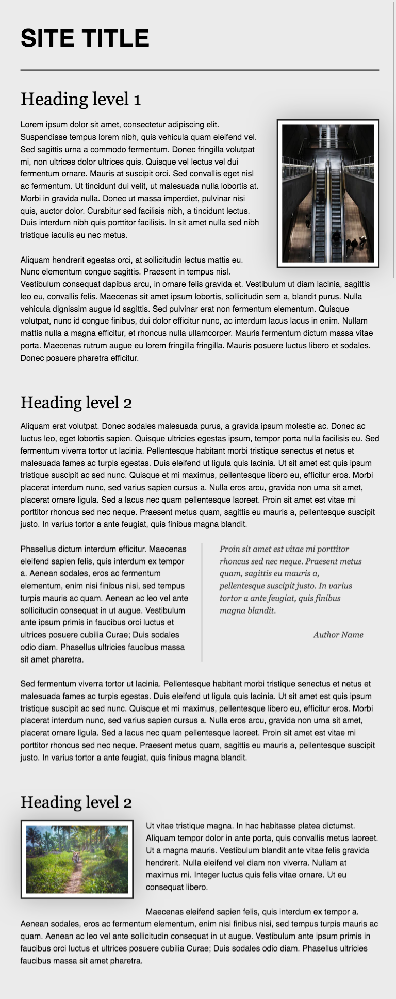 SITE TITLE
Heading level 1
Lorem ipsum dolor sit amet, consectetur adipiscing elit.
Suspendisse tempus lorem nibh, quis vehicula quam eleifend vel.
Sed sagittis urna a commodo fermentum. Donec fringilla volutpat
mi, non ultrices dolor ultrices quis. Quisque vel lectus vel dui
fermentum ornare. Mauris at suscipit orci. Sed convallis eget nisl
ac fermentum. Ut tincidunt dui velit, ut malesuada nulla lobortis at.
Morbi in gravida nulla. Donec ut massa imperdiet, pulvinar nisi
quis, auctor dolor. Curabitur sed facilisis nibh, a tincidunt lectus.
Duis interdum nibh quis porttitor facilisis. In sit amet nulla sed nibh
tristique iaculis eu nec metus.
Aliquam hendrerit egestas orci, at sollicitudin lectus mattis eu.
Nunc elementum congue sagittis. Praesent in tempus nisl.
Vestibulum consequat dapibus arcu, in ornare felis gravida et. Vestibulum ut diam lacinia, sagittis
leo eu, convallis felis. Maecenas sit amet ipsum lobortis, sollicitudin sem a, blandit purus. Nulla
vehicula dignissim augue id sagittis. Sed pulvinar erat non fermentum elementum. Quisque
volutpat, nunc id congue finibus, dui dolor efficitur nunc, ac interdum lacus lacus in enim. Nullam
mattis nulla a magna efficitur, et rhoncus nulla ullamcorper. Mauris fermentum dictum massa vitae
porta. Maecenas rutrum augue eu lorem fringilla fringilla. Mauris posuere luctus libero et sodales.
Donec posuere pharetra efficitur.
Heading level 2
Aliquam erat volutpat. Donec sodales malesuada purus, a gravida ipsum molestie ac. Donec ac
luctus leo, eget lobortis sapien. Quisque ultricies egestas ipsum, tempor porta nulla facilisis eu. Sed
fermentum viverra tortor ut lacinia. Pellentesque habitant morbi tristique senectus et netus et
malesuada fames ac turpis egestas. Duis eleifend ut ligula quis lacinia. Ut sit amet est quis ipsum
tristique suscipit ac sed nunc. Quisque et mi maximus, pellentesque libero eu, efficitur eros. Morbi
placerat interdum nunc, sed varius sapien cursus a. Nulla eros arcu, gravida non urna sit amet,
placerat ornare ligula. Sed a lacus nec quam pellentesque laoreet. Proin sit amet est vitae mi
porttitor rhoncus sed nec neque. Praesent metus quam, sagittis eu mauris a, pellentesque suscipit
justo. In varius tortor a ante feugiat, quis finibus magna blandit.
Phasellus dictum interdum efficitur. Maecenas
eleifend sapien felis, quis interdum ex tempor
a. Aenean sodales, eros ac fermentum
elementum, enim nisi finibus nisi, sed tempus
turpis mauris ac quam. Aenean ac leo vel ante
sollicitudin consequat in ut augue. Vestibulum
ante ipsum primis in faucibus orci luctus et
ultrices posuere cubilia Curae; Duis sodales
odio diam. Phasellus ultricies faucibus massa
sit amet pharetra.
Proin sit amet est vitae mi porttitor
rhoncus sed nec neque. Praesent metus
quam, sagittis eu mauris a,
pellentesque suscipit justo. In varius
tortor a ante feugiat, quis finibus
magna blandit.
Author Name
Sed fermentum viverra tortor ut lacinia. Pellentesque habitant morbi tristique senectus et netus et
malesuada fames ac turpis egestas. Duis eleifend ut ligula quis lacinia. Ut sit amet est quis ipsum
tristique suscipit ac sed nunc. Quisque et mi maximus, pellentesque libero eu, efficitur eros. Morbi
placerat interdum nunc, sed varius sapien cursus a. Nulla eros arcu, gravida non urna sit amet,
placerat ornare ligula. Sed a lacus nec quam pellentesque laoreet. Proin sit amet est vitae mi
porttitor rhoncus sed nec neque. Praesent metus quam, sagittis eu mauris a, pellentesque suscipit
justo. In varius tortor a ante feugiat, quis finibus magna blandit.
Heading level 2
Ut vitae tristique magna. In hac habitasse platea dictumst.
Aliquam tempor dolor in ante porta, quis convallis metus laoreet.
Ut a magna mauris. Vestibulum blandit ante vitae felis gravida
hendrerit. Nulla eleifend vel diam non viverra. Nullam at
maximus mi. Integer luctus quis felis vitae ornare. Ut eu
consequat libero.
Maecenas eleifend sapien felis, quis interdum ex tempor a.
Aenean sodales, eros ac fermentum elementum, enim nisi finibus nisi, sed tempus turpis mauris ac
quam. Aenean ac leo vel ante sollicitudin consequat in ut augue. Vestibulum ante ipsum primis in
faucibus orci luctus et ultrices posuere cubilia Curae; Duis sodales odio diam. Phasellus ultricies
faucibus massa sit amet pharetra.